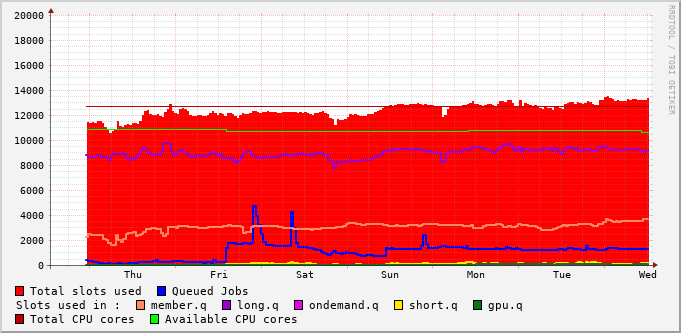 20000
18000
16000
14000
12000
10000
8000
6000
4000
2000
0
Thu Fri Sat Sun Mon Tue Wed
RRDTOOL / TOBI OETIKER
Total slots used Queued Jobs
Slots used in : member.q long.q ondemand.q short.q gpu.q
Total CPU cores Available CPU cores